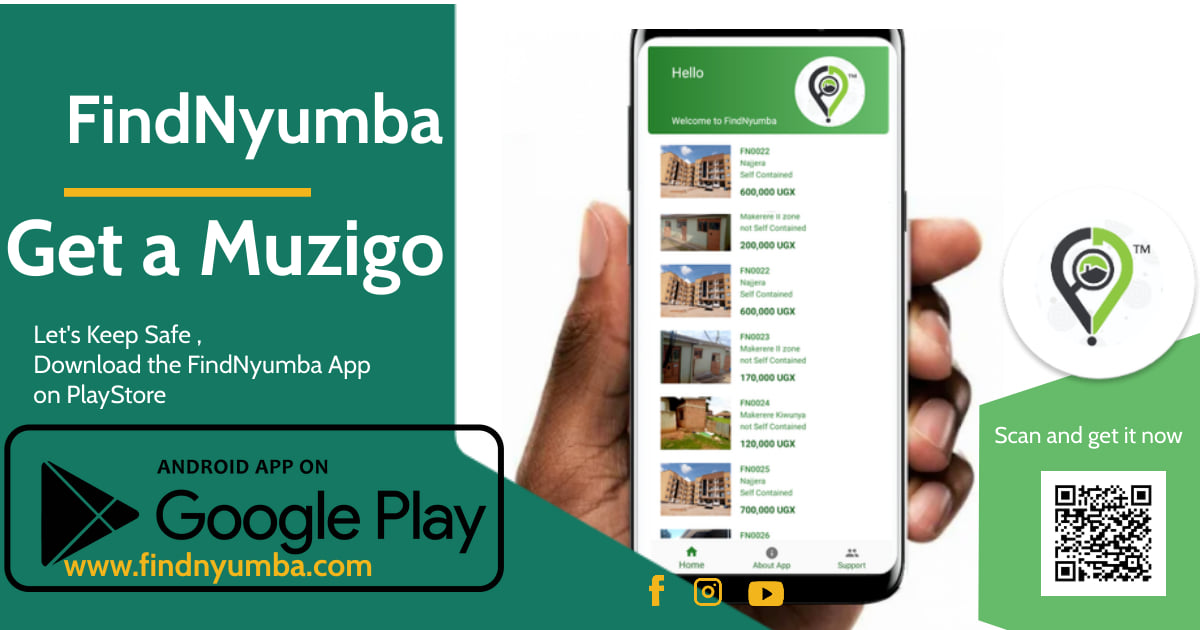 FindNyumba
Get a Muzigo
Let's Keep Safe ,
Download the FindNyumba App
on PlayStore
ANDROID APP ON
Google Play
www.findnyumba.com
Hello
TM
Welcome to FindNyumba
FN0022
Najjera
Self Contained
600,000 UGX
Makerere II zone
not Self Contained
200,000 UGX
FN0022
Najjera
Self Contained
600,000 UGX
FN0023
Makerere II zone
not Self Contained
170,000 UGX
FN0024
Makerere Kiwunya
not Self Contained
120,000 UGX
FN0025
Najjera
Self Contained
700,000 UGX
FN0026
Home
About App
Support
TM
Scan and get it now